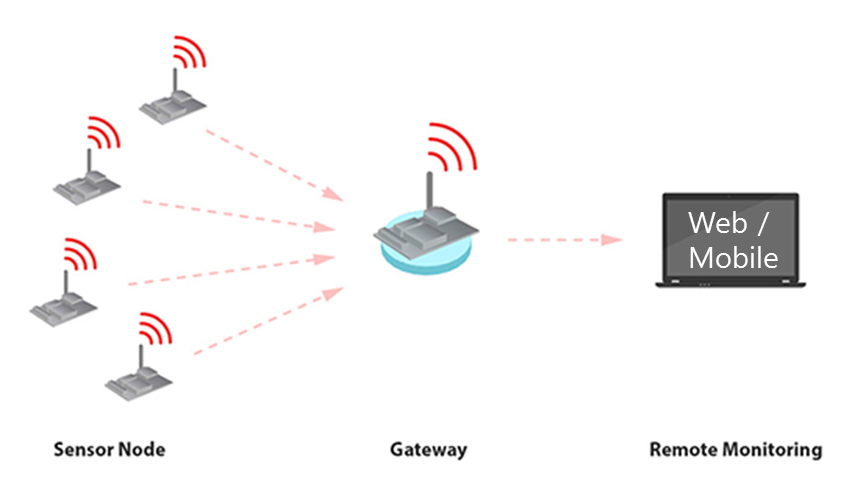 Web /
Mobile
Sensor Node
Gateway
Remote Monitoring